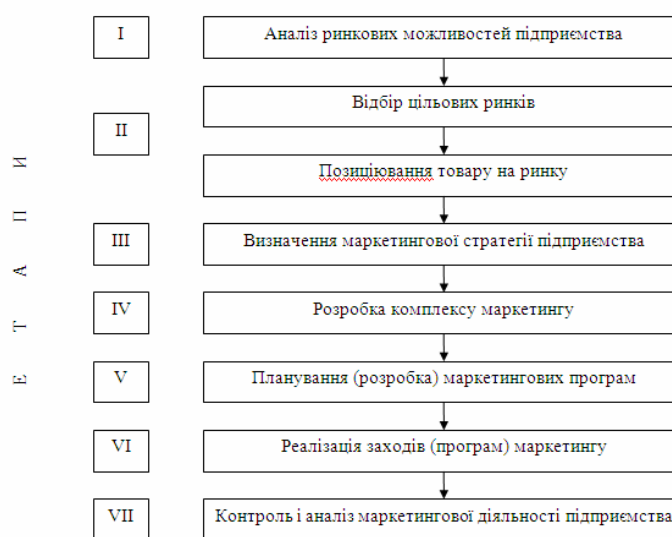 ЕТАПИ
I
Аналіз ринкових можливостей підприємства
II
Відбір цільових ринків
Позиціювання товару на ринку
III
Визначення маркетингової стратегії підприємства
IV
Розробка комплексу маркетингу
V
Планування (розробка) маркетингових програм
VI
Реалізація заходів (програм) маркетингу
VII
Контроль і аналіз маркетингової діяльності підприємства